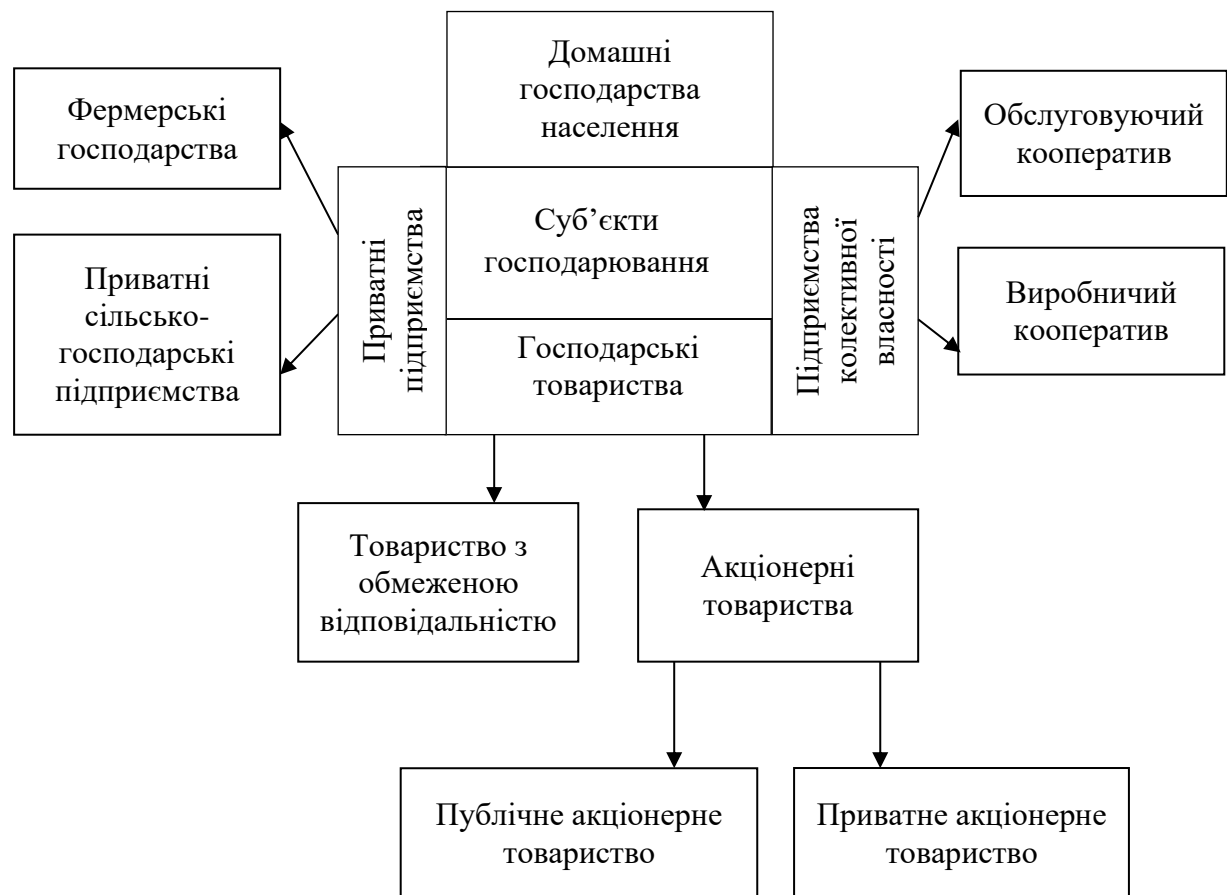 Домашні
господарства
населення
Фермерські
господарства
Обслуговуючий
кооператив
Приватні
підприємства
Суб’єкти
господарювання
Підприємства
колективної
власності
Приватні
сільсько-
господарські
підприємства
Виробничий
кооператив
Господарські
товариства
Товариство з
обмеженою
відповідальністю
Акціонерні
товариства
Публічне акціонерне
товариство
Приватне акціонерне
товариство